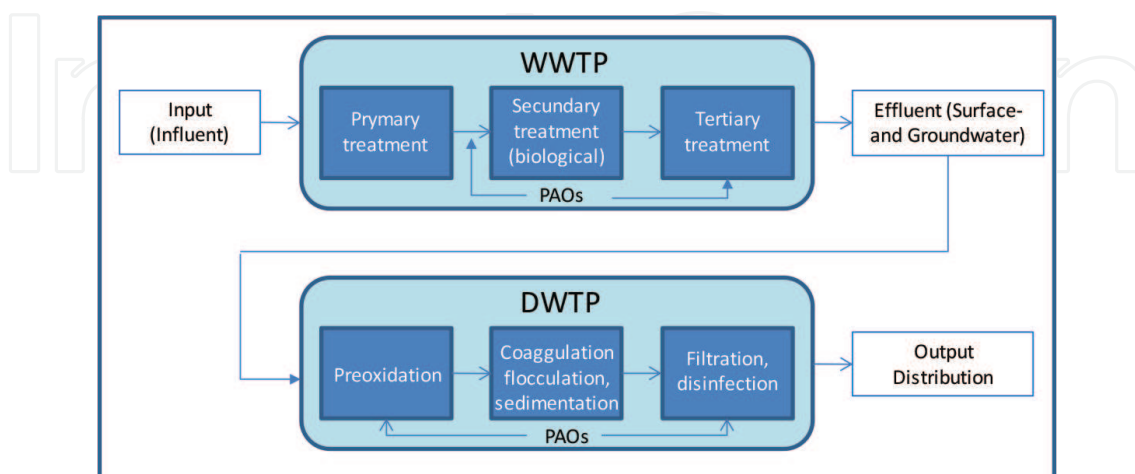 WWTP
Input
(Influent)
Prymary
treatment
Secundary
treatment
(biological)
Tertiary
treatment
Effluent (Surface-
and Groundwater)
PAOs
DWTP
Preoxidation
Coaggulation
flocculation,
sedimentation
Filtration,
disinfection
Output
Distribution
PAOs